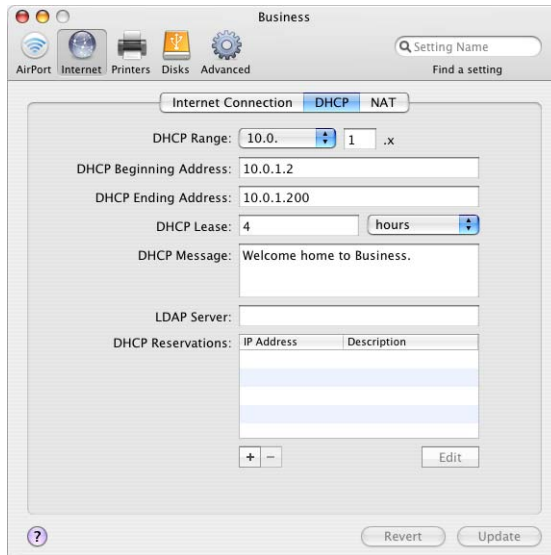 Business
AirPort Internet Printers Disks Advanced
Setting Name
Find a setting
Internet Connection DHCP NAT
DHCP Range: 10.0. 1 .x
DHCP Beginning Address: 10.0.1.2
DHCP Ending Address: 10.0.1.200
DHCP Lease: 4 hours
DHCP Message: Welcome home to Business.
LDAP Server:
DHCP Reservations: IP Address Description
+ − Edit
? Revert Update